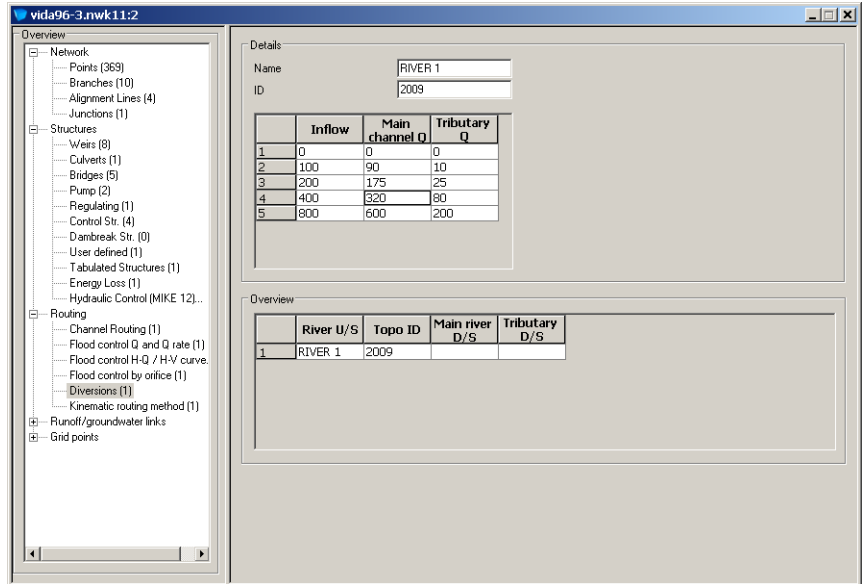 vida96-3.nwk11:2
Overview
Network
Points (369)
Branches (10)
Alignment Lines (4)
Junctions (1)
Structures
Weirs (8)
Culverts (1)
Bridges (5)
Pump (2)
Regulating (1)
Control Str. (4)
Dambreak Str. (0)
User defined (1)
Tabulated Structures (1)
Energy Loss (1)
Hydraulic Control (MIKE 12)...
Routing
Channel Routing (1)
Flood control Q and Q rate (1)
Flood control H-Q / H-V curve.
Flood control by orifice (1)
Diversions (1)
Kinematic routing method (1)
Runoff/groundwater links
Grid points
Details
Name RIVER 1
ID 2009
Inflow Main channel Q Tributary Q
1 0 0 0
2 100 90 10
3 200 175 25
4 400 320 80
5 800 600 200
Overview
River U/S Topo ID Main river D/S Tributary D/S
1 RIVER 1 2009